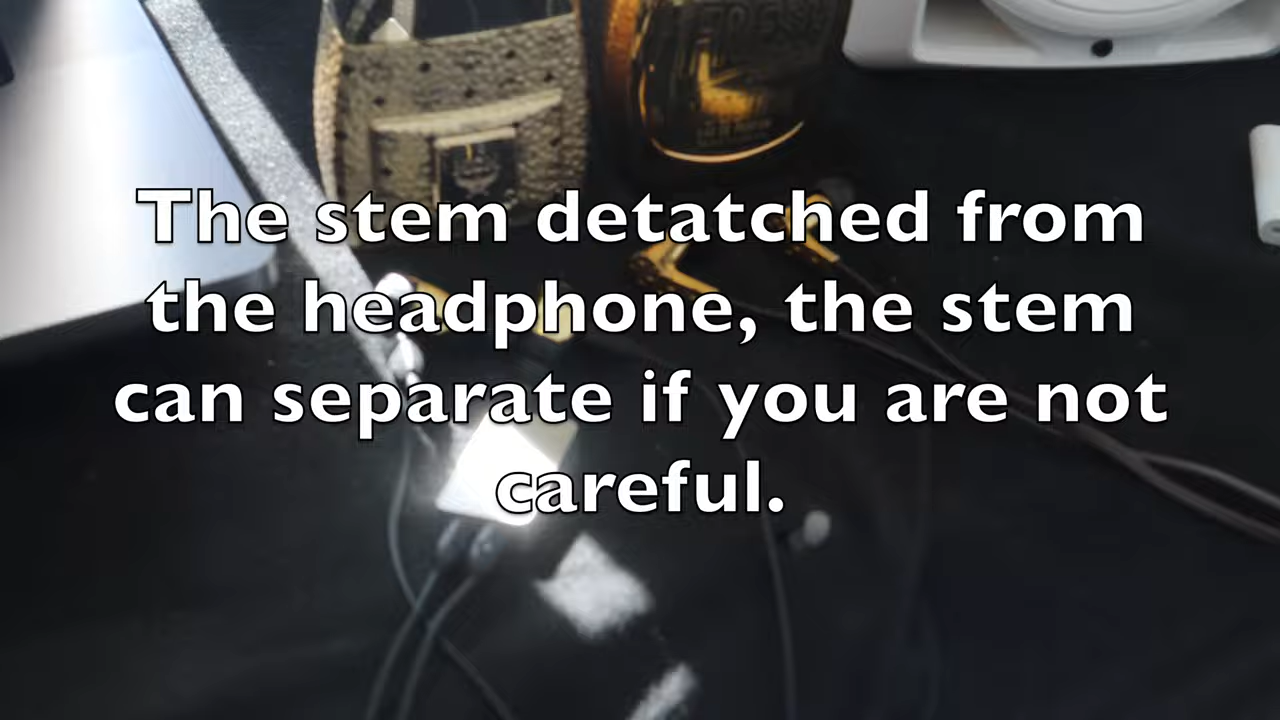 The stem detatched from
the headphone, the stem
can separate if you are not
careful.